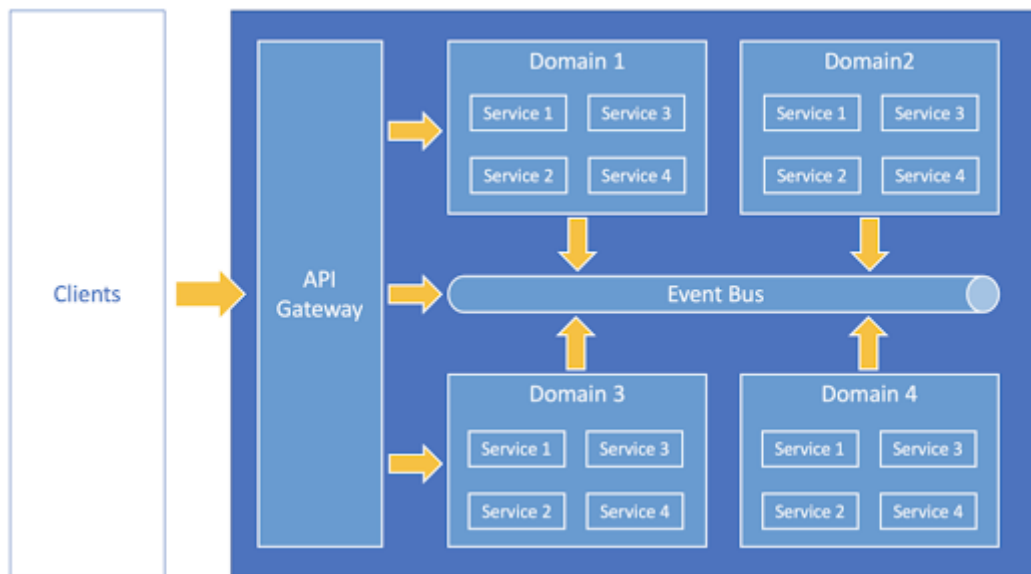 Clients
API
Gateway
Domain 1
Service 1
Service 3
Service 2
Service 4
Domain2
Service 1
Service 3
Service 2
Service 4
Event Bus
Domain 3
Service 1
Service 3
Service 2
Service 4
Domain 4
Service 1
Service 3
Service 2
Service 4